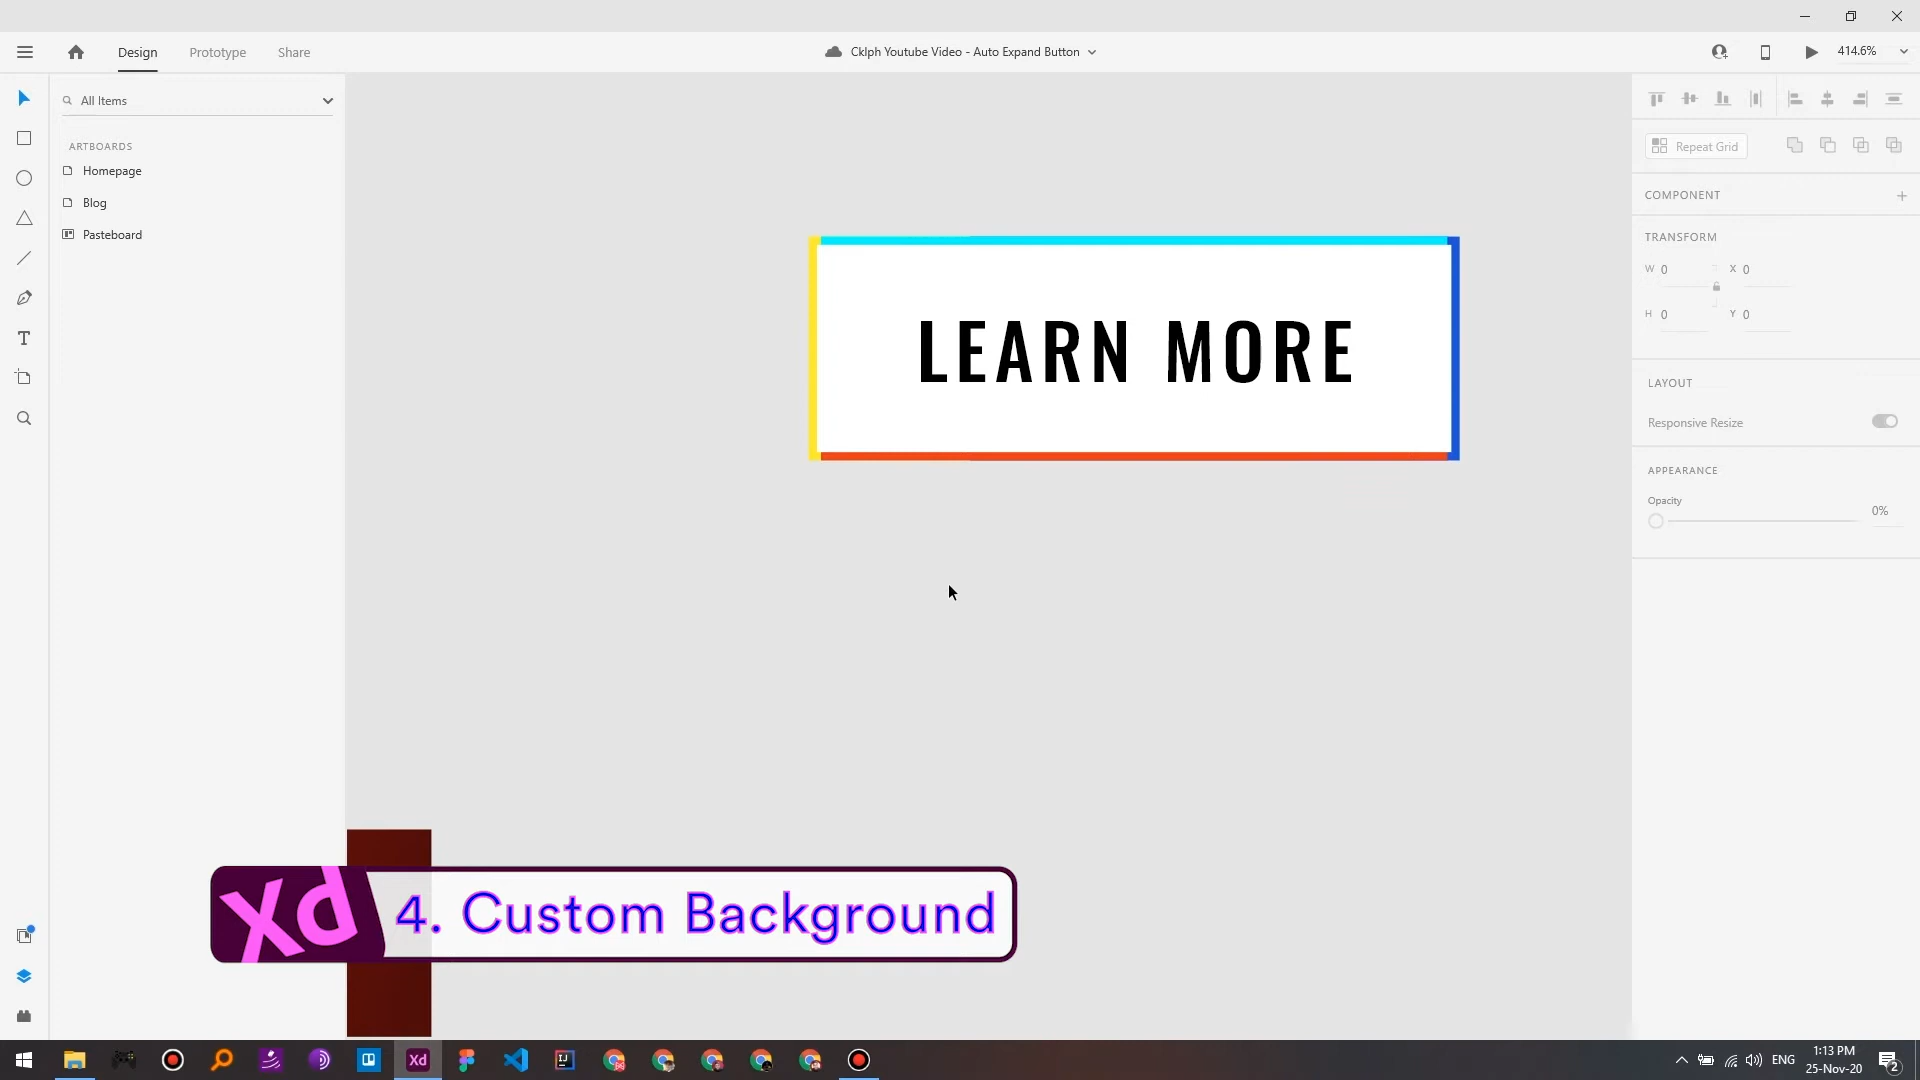 Design
Prototype
Share
Cklph Youtube Video - Auto Expand Button
414.6%
All Items
ARTBOARDS
Homepage
Blog
Pasteboard
LEARN MORE
Repeat Grid
COMPONENT
TRANSFORM
W 0
X 0
H 0
Y 0
LAYOUT
Responsive Resize
APPEARANCE
Opacity
0%
Xd
4. Custom Background
Xd
IJ
ENG
1:13 PM
25-Nov-20
2